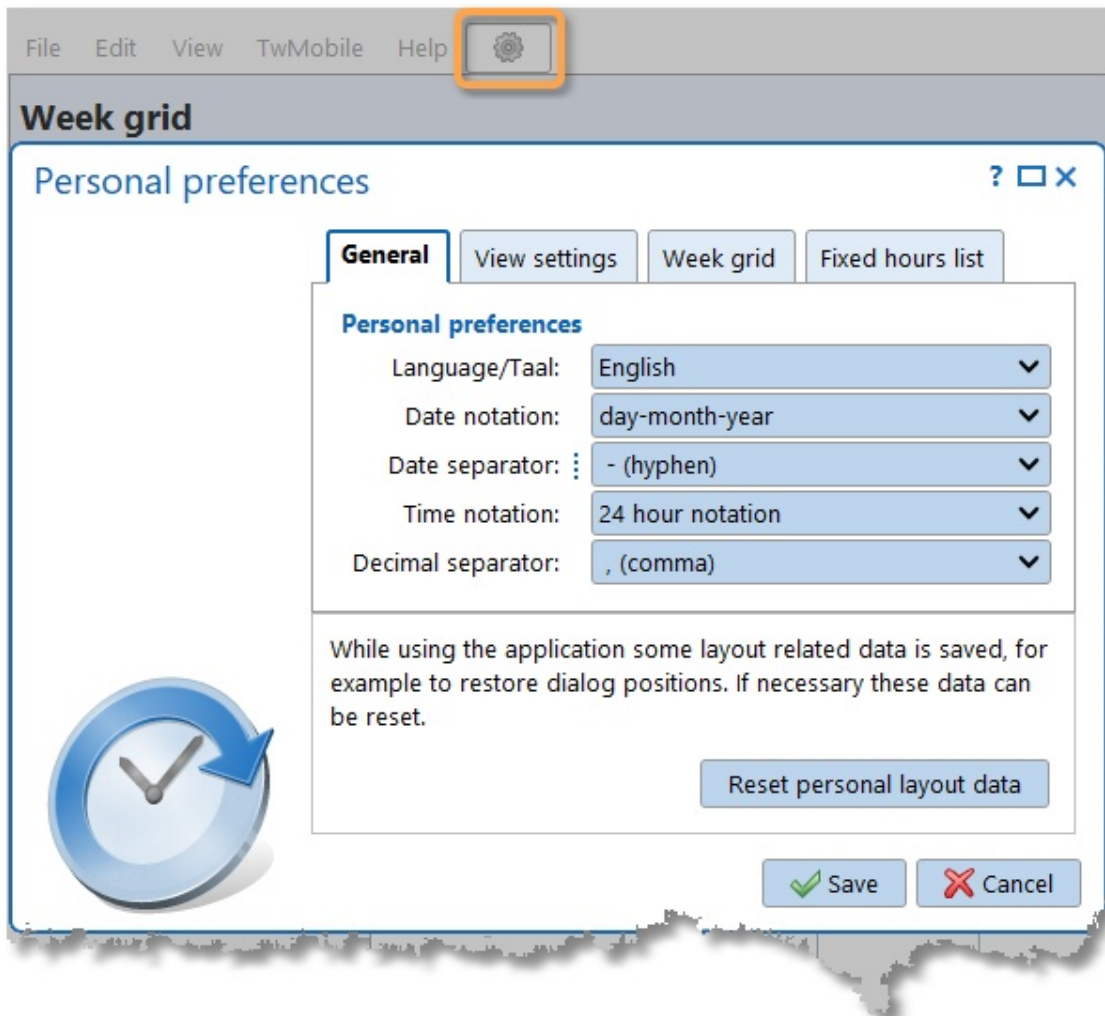 File Edit View TwMobile Help
Week grid
Personal preferences ?
General View settings Week grid Fixed hours list
Personal preferences
Language/Taal: English
Date notation: day-month-year
Date separator: - (hyphen)
Time notation: 24 hour notation
Decimal separator: , (comma)
While using the application some layout related data is saved, for
example to restore dialog positions. If necessary these data can
be reset.
Reset personal layout data
Save Cancel